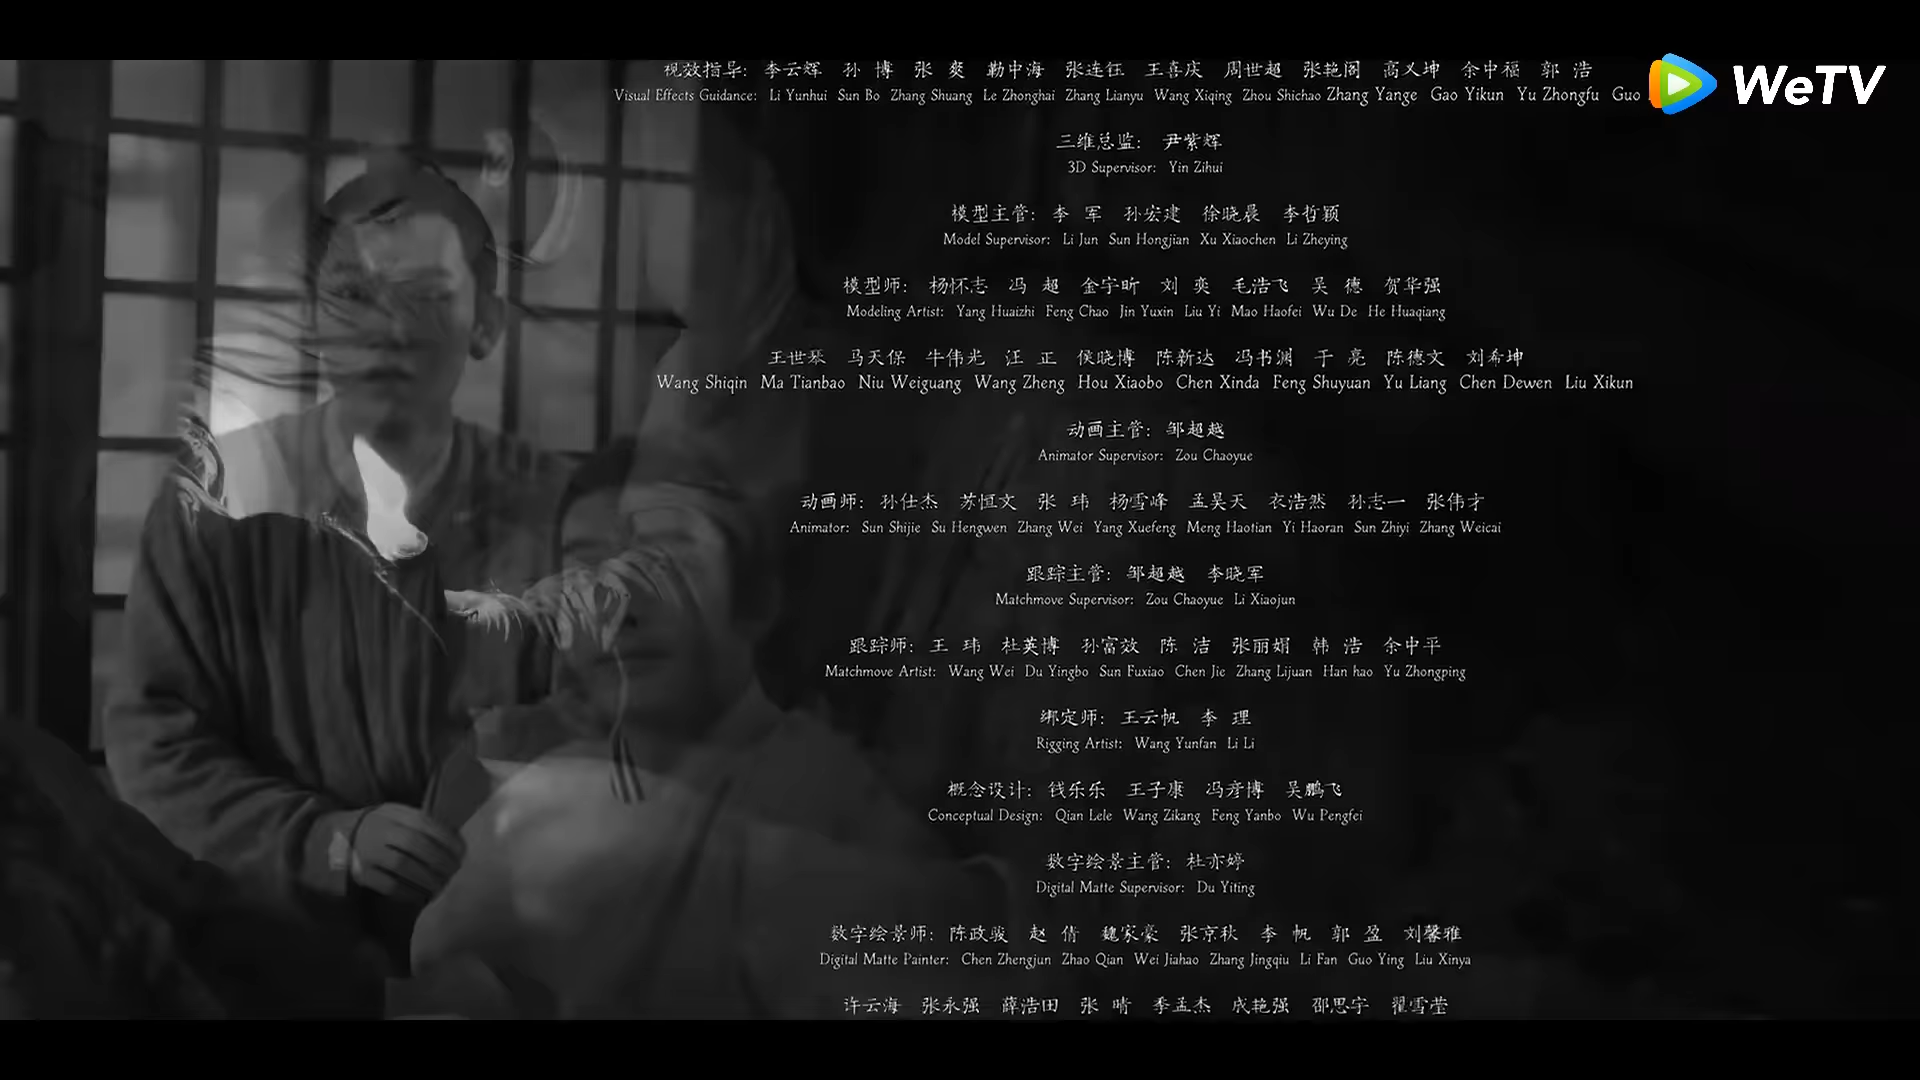 视效指导: 李云辉 孙 博 张 爽 勒中海 张连钰 王喜庆 周世超 张艳阁 高义坤 余中福 郭 浩
Visual Effects Guidance: Li Yunhui Sun Bo Zhang Shuang Le Zhonghai Zhang Lianyu Wang Xiqing Zhou Shichao Zhang Yange Gao Yikun Yu Zhongfu Guo
WeTV
三维总监: 尹紫辉
3D Supervisor: Yin Zihui
模型主管: 李 军 孙宏建 徐晓晨 李哲颖
Model Supervisor: Li Jun Sun Hongjian Xu Xiaochen Li Zheying
模型师: 杨怀志 冯 超 金宇昕 刘 奕 毛浩飞 吴 德 贺华强
Modeling Artist: Yang Huaizhi Feng Chao Jin Yuxin Liu Yi Mao Haofei Wu De He Huaqiang
王世琴 马天保 牛伟光 汪 正 侯晓博 陈新达 冯书渊 于 亮 陈德文 刘希坤
Wang Shiqin Ma Tianbao Niu Weiguang Wang Zheng Hou Xiaobo Chen Xinda Feng Shuyuan Yu Liang Chen Dewen Liu Xikun
动画主管: 邹超越
Animator Supervisor: Zou Chaoyue
动画师: 孙仕杰 苏恒文 张 玮 杨雪峰 孟昊天 衣浩然 孙志一 张伟才
Animator: Sun Shijie Su Hengwen Zhang Wei Yang Xuefeng Meng Haotian Yi Haoran Sun Zhiyi Zhang Weicai
跟踪主管: 邹超越 李晓军
Matchmove Supervisor: Zou Chaoyue Li Xiaojun
跟踪师: 王 玮 杜英博 孙富效 陈 洁 张丽娟 韩 浩 余中平
Matchmove Artist: Wang Wei Du Yingbo Sun Fuxiao Chen Jie Zhang Lijuan Han hao Yu Zhongping
绑定师: 王云帆 李 理
Rigging Artist: Wang Yunfan Li Li
概念设计: 钱乐乐 王子康 冯彦博 吴鹏飞
Conceptual Design: Qian Lele Wang Zikang Feng Yanbo Wu Pengfei
数字绘景主管: 杜亦婷
Digital Matte Supervisor: Du Yiting
数字绘景师: 陈政骏 赵 倩 魏家豪 张京秋 李 帆 郭 盈 刘馨雅
Digital Matte Painter: Chen Zhengjun Zhao Qian Wei Jiahao Zhang Jingqiu Li Fan Guo Ying Liu Xinya
许云海 张永强 薛浩田 张 晴 季孟杰 成艳强 邵思宇 翟雪莹